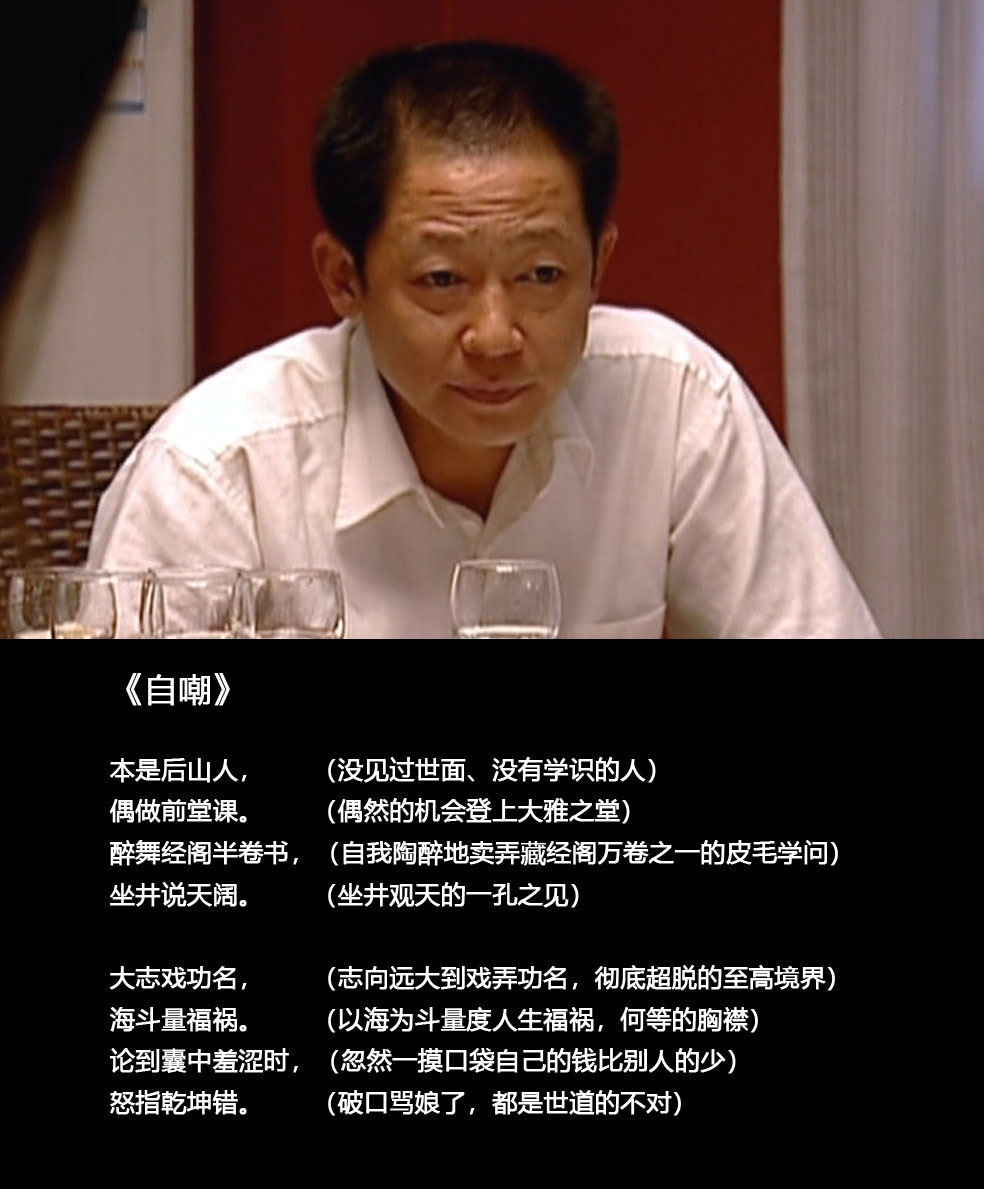 《自嘲》
本是后山人， （没见过世面、没有学识的人）
偶做前堂课。 （偶然的机会登上大雅之堂）
醉舞经阁半卷书， （自我陶醉地卖弄藏经阁万卷之一的皮毛学问）
坐井说天阔。 （坐井观天的一孔之见）
大志戏功名， （志向远大到戏弄功名，彻底超脱的至高境界）
海斗量福祸。 （以海为斗量度人生福祸，何等的胸襟）
论到囊中羞涩时， （忽然一摸口袋自己的钱比别人的少）
怒指乾坤错。 （破口骂娘了，都是世道的不对）